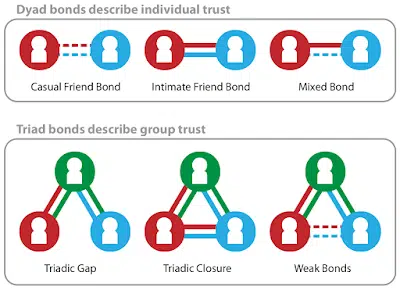 Dyad bonds describe individual trust
Casual Friend Bond
Intimate Friend Bond
Mixed Bond
Triad bonds describe group trust
Triadic Gap
Triadic Closure
Weak Bonds